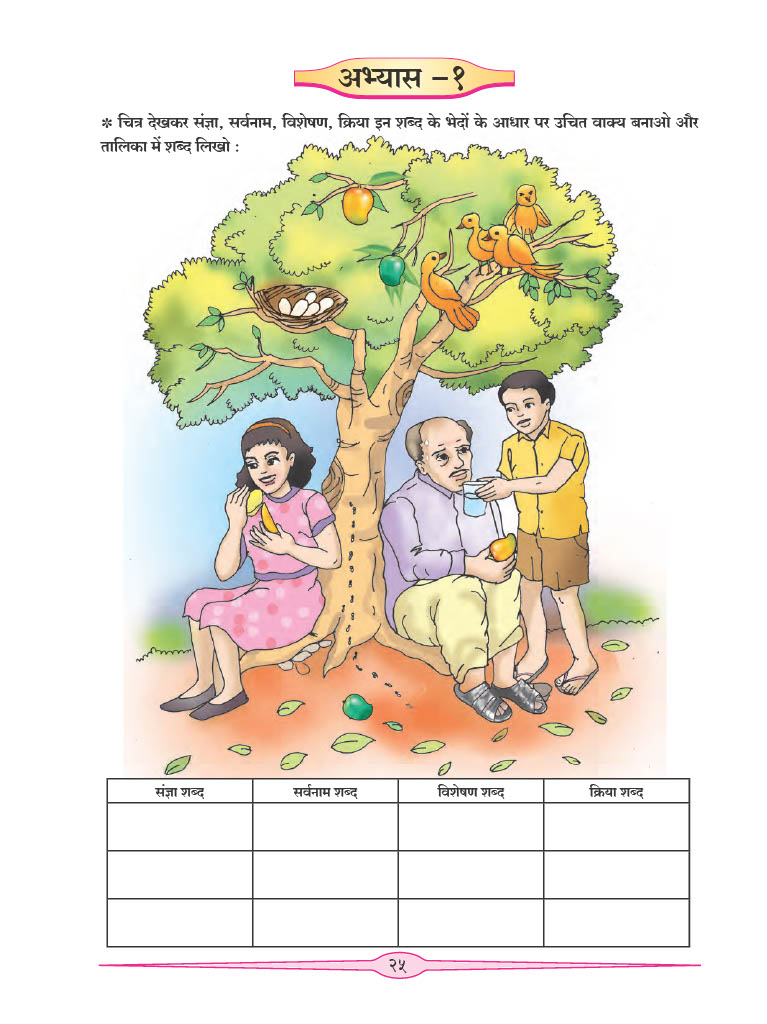 अभ्यास -१
* चित्र देखकर संज्ञा, सर्वनाम, विशेषण, क्रिया इन शब्द के भेदों के आधार पर उचित वाक्य बनाओ और
तालिका में शब्द लिखो :
संज्ञा शब्द सर्वनाम शब्द विशेषण शब्द क्रिया शब्द
२५